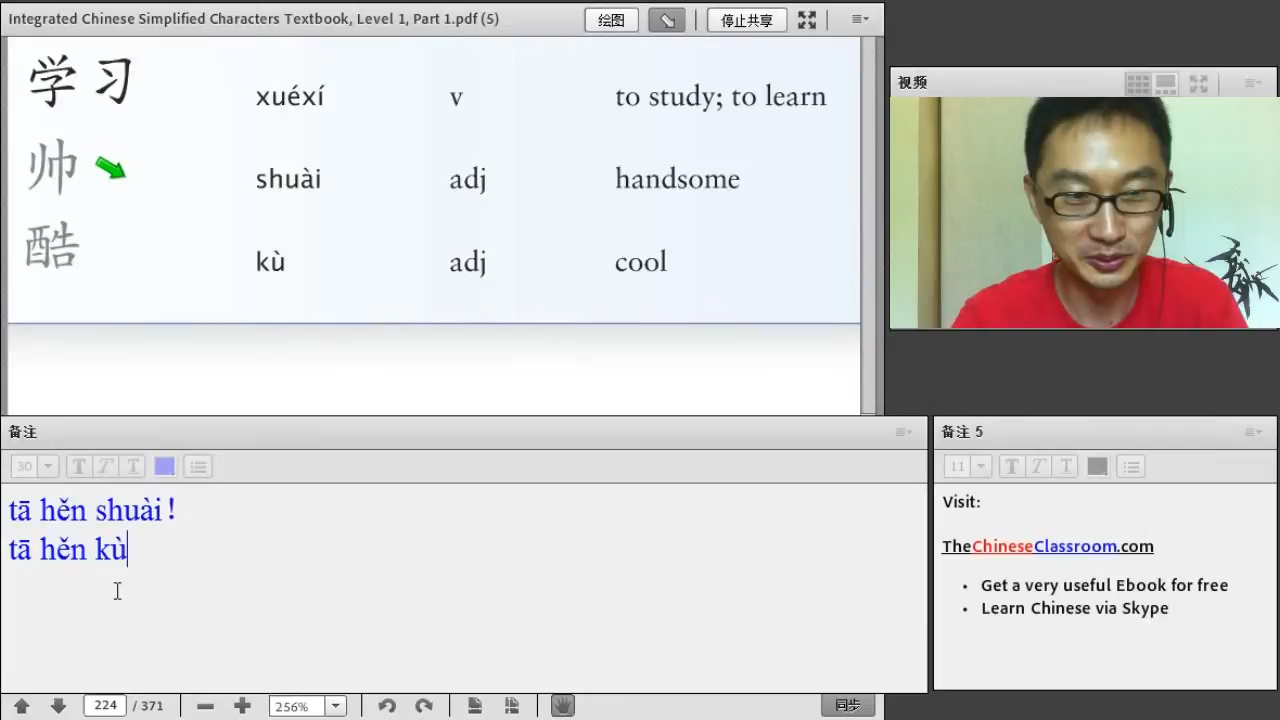 Integrated Chinese Simplified Characters Textbook, Level 1, Part 1.pdf (5)
绘图
停止共享
学习 xuéxí v to study; to learn
帅 shuài adj handsome
酷 kù adj cool
视频
备注
30
T T T
tā hěn shuài!
tā hěn kù
备注 5
11
T T T
Visit:
TheChineseClassroom.com
• Get a very useful Ebook for free
• Learn Chinese via Skype
224 / 371
256%
同步